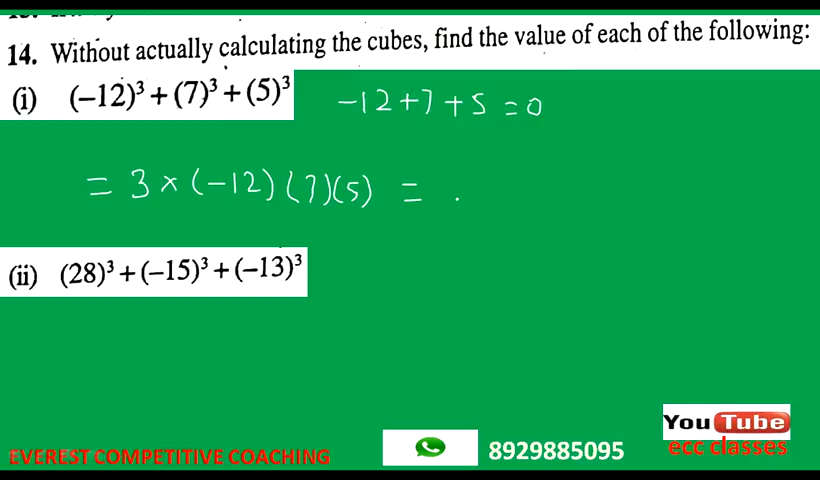 14. Without actually calculating the cubes, find the value of each of the following:
(i) (–12)³ + (7)³ + (5)³ -12+7+5=0
= 3 × (-12) (7)(5) = .
(ii) (28)³ + (–15)³ + (–13)³
You Tube
ecc classes
EVEREST COMPETITIVE COACHING 8929885095